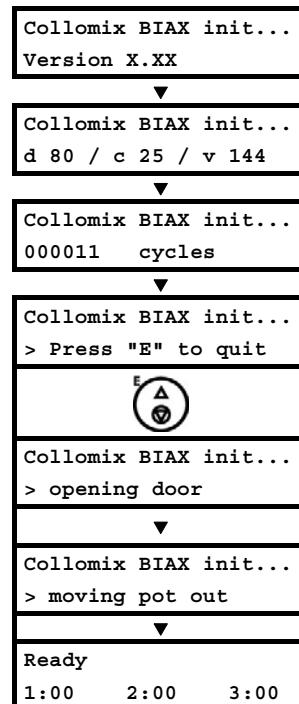 Collomix BIAX init...
Version X.XX
Collomix BIAX init...
d 80 / c 25 / v 144
Collomix BIAX init...
000011 cycles
Collomix BIAX init...
> Press "E" to quit
E
Collomix BIAX init...
> opening door
Collomix BIAX init...
> moving pot out
Ready
1:00 2:00 3:00